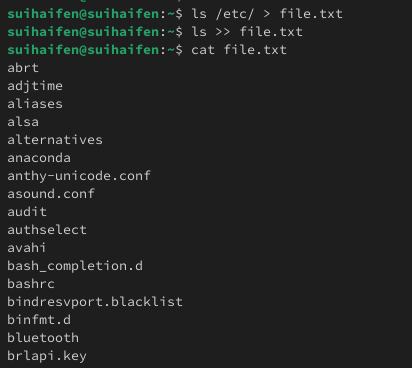 suihaifen@suihaifen:~$ ls /etc/ > file.txt
suihaifen@suihaifen:~$ ls >> file.txt
suihaifen@suihaifen:~$ cat file.txt
abrt
adjtime
aliases
alsa
alternatives
anaconda
anthy-unicode.conf
asound.conf
audit
authselect
avahi
bash_completion.d
bashrc
bindresvport.blacklist
binfmt.d
bluetooth
brlapi.key